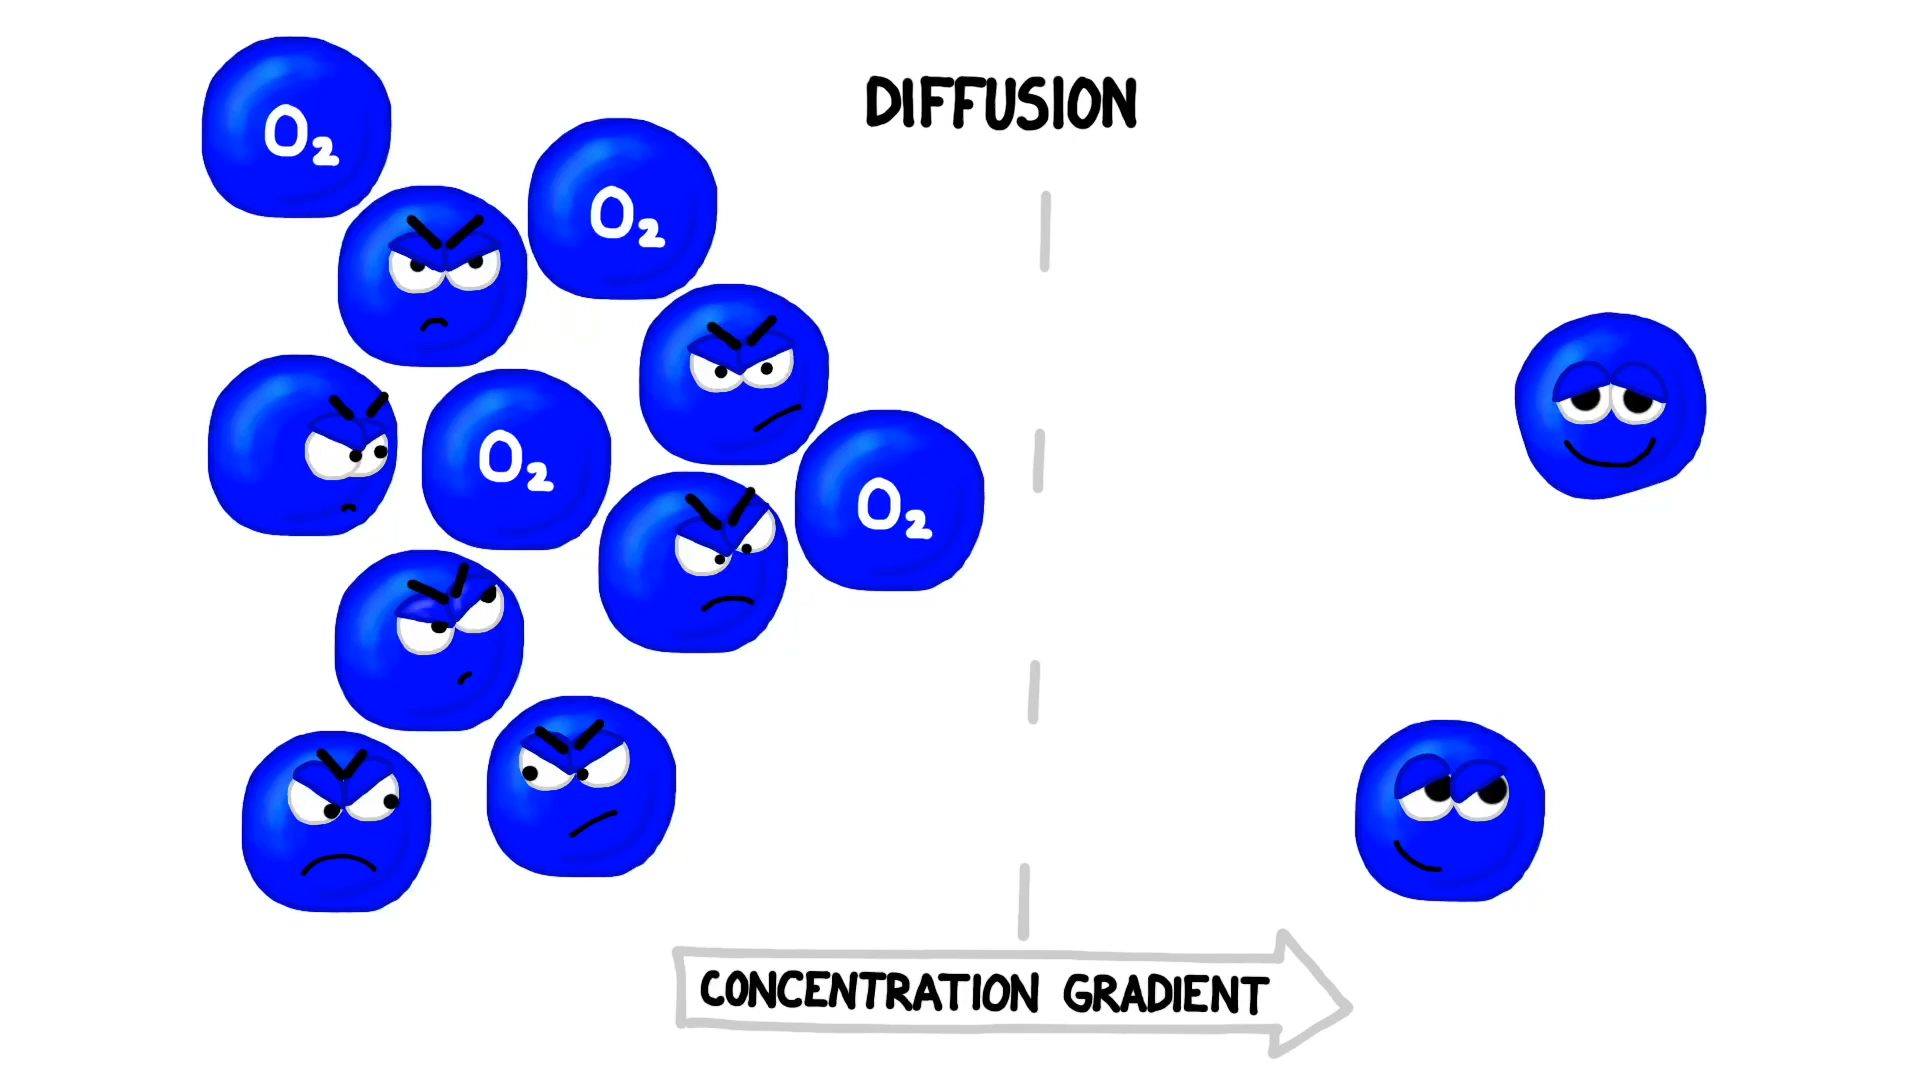 DIFFUSION
O₂
O₂
O₂
O₂
CONCENTRATION GRADIENT